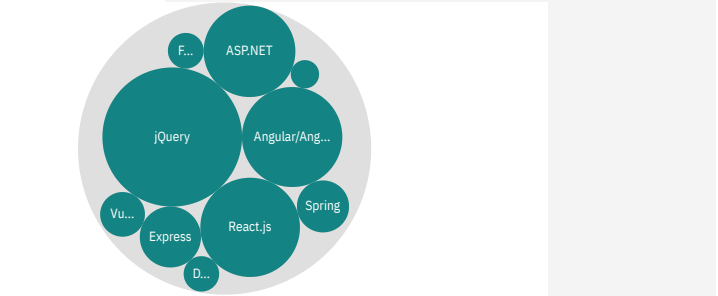 F...
ASP.NET
jQuery
Angular/Ang...
Vu...
Spring
Express
React.js
D...